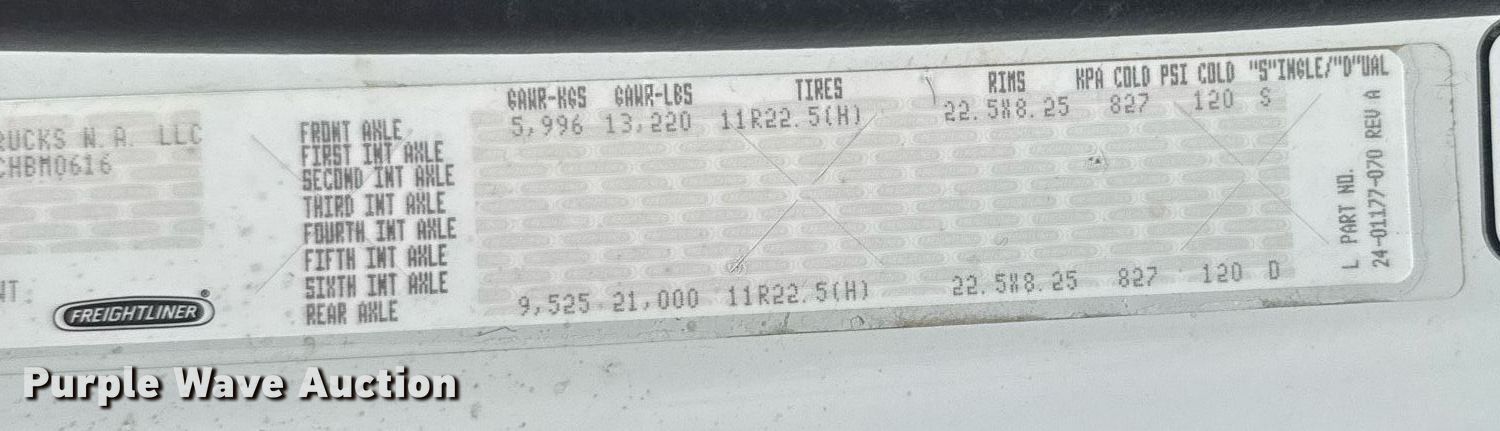 GAWR-KGS GAWR-LBS TIRES RIMS KPA COLD PSI COLD "S"INGLE/"D"UAL
FRONT AXLE 5,996 13,220 11R22.5(H) 22.5X8.25 827 120 S
FIRST INT AXLE
SECOND INT AXLE
THIRD INT AXLE
FOURTH INT AXLE
FIFTH INT AXLE
SIXTH INT AXLE
REAR AXLE 9,525 21,000 11R22.5(H) 22.5X8.25 827 120 D
RUCKS N.A. LLC
CHBM0616
FREIGHTLINER®
L PART NO.
24-01177-070 REV A
Purple Wave Auction